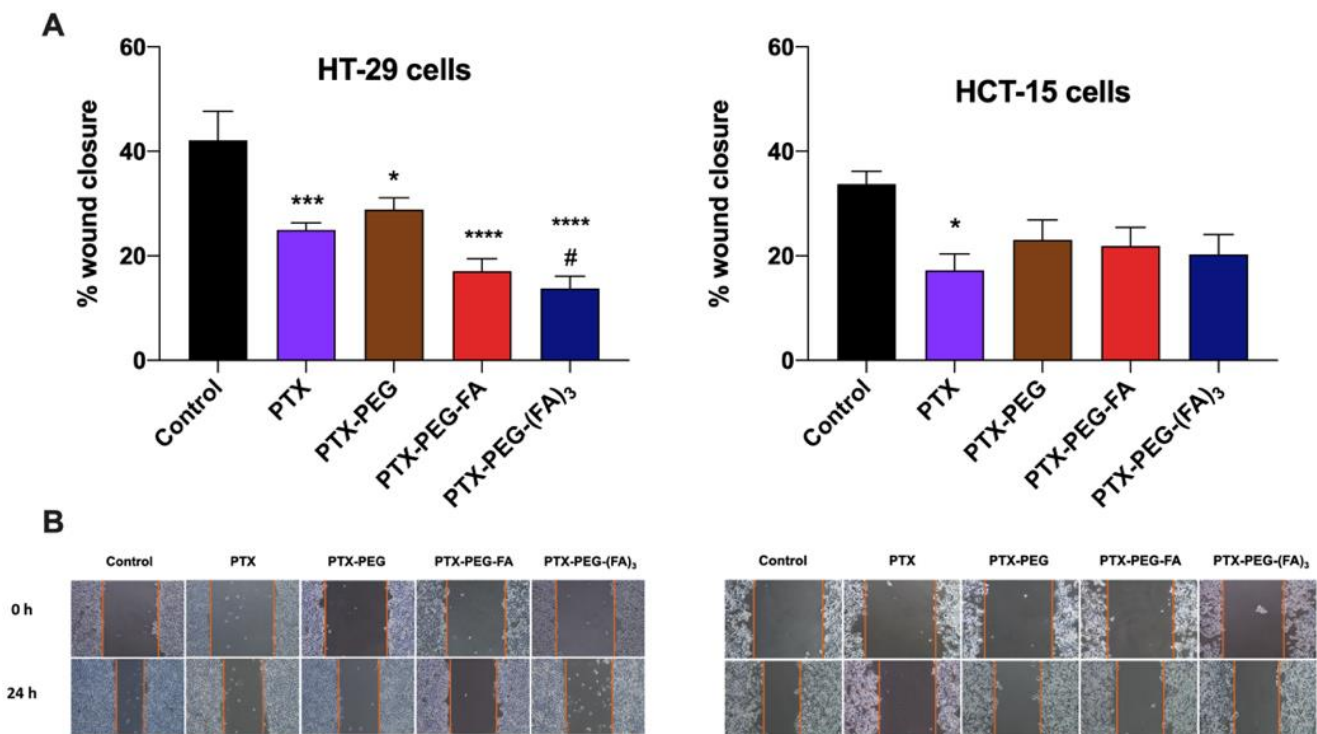 A
HT-29 cells
% wound closure
60
40
20
0
***
*
****
****
#
Control
PTX
PTX-PEG
PTX-PEG-FA
PTX-PEG-(FA)₃
HCT-15 cells
% wound closure
60
40
20
0
*
Control
PTX
PTX-PEG
PTX-PEG-FA
PTX-PEG-(FA)₃
B
Control PTX PTX-PEG PTX-PEG-FA PTX-PEG-(FA)₃
Control PTX PTX-PEG PTX-PEG-FA PTX-PEG-(FA)₃
0 h
24 h